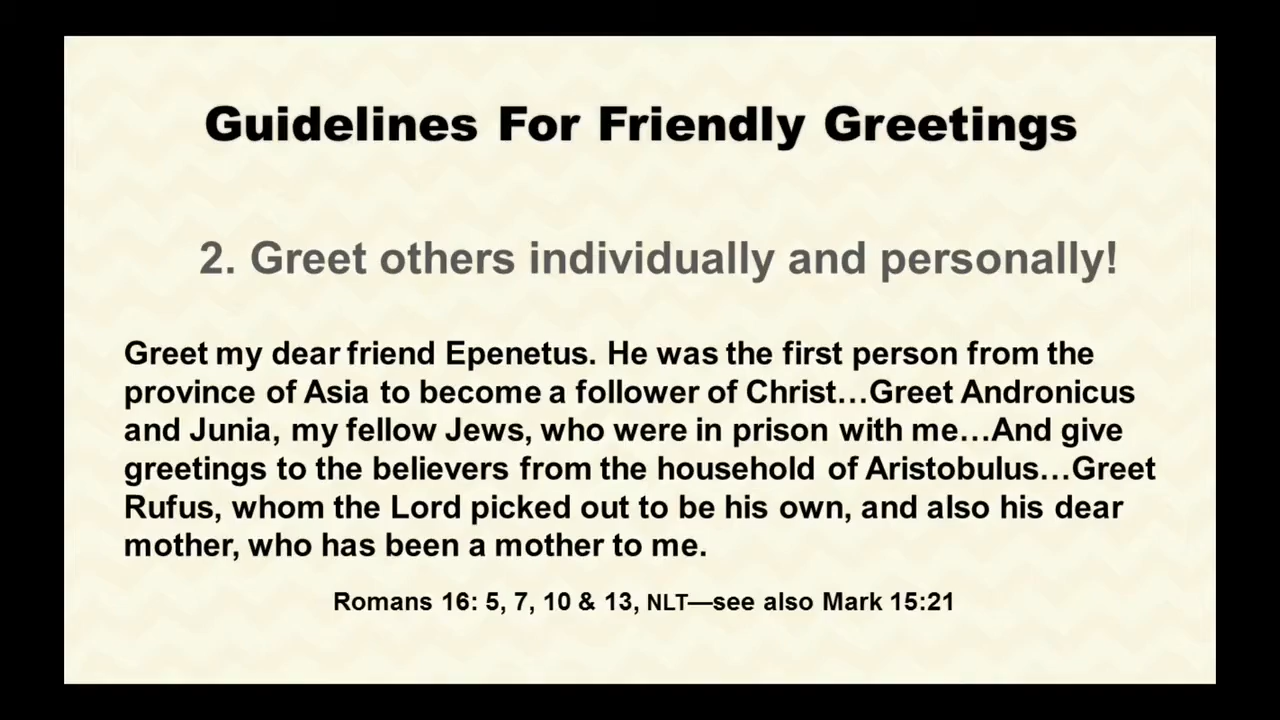 Guidelines For Friendly Greetings
2. Greet others individually and personally!
Greet my dear friend Epenetus. He was the first person from the
province of Asia to become a follower of Christ…Greet Andronicus
and Junia, my fellow Jews, who were in prison with me…And give
greetings to the believers from the household of Aristobulus…Greet
Rufus, whom the Lord picked out to be his own, and also his dear
mother, who has been a mother to me.
Romans 16: 5, 7, 10 & 13, NLT—see also Mark 15:21